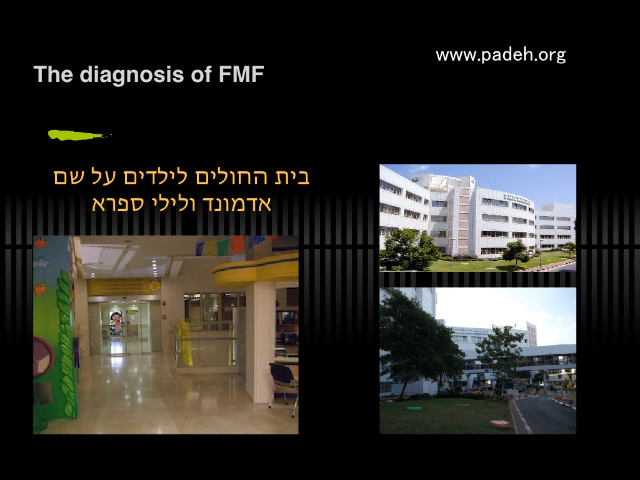 www.padeh.org
The diagnosis of FMF
בית החולים לילדים על שם
אדמונד ולילי ספרא